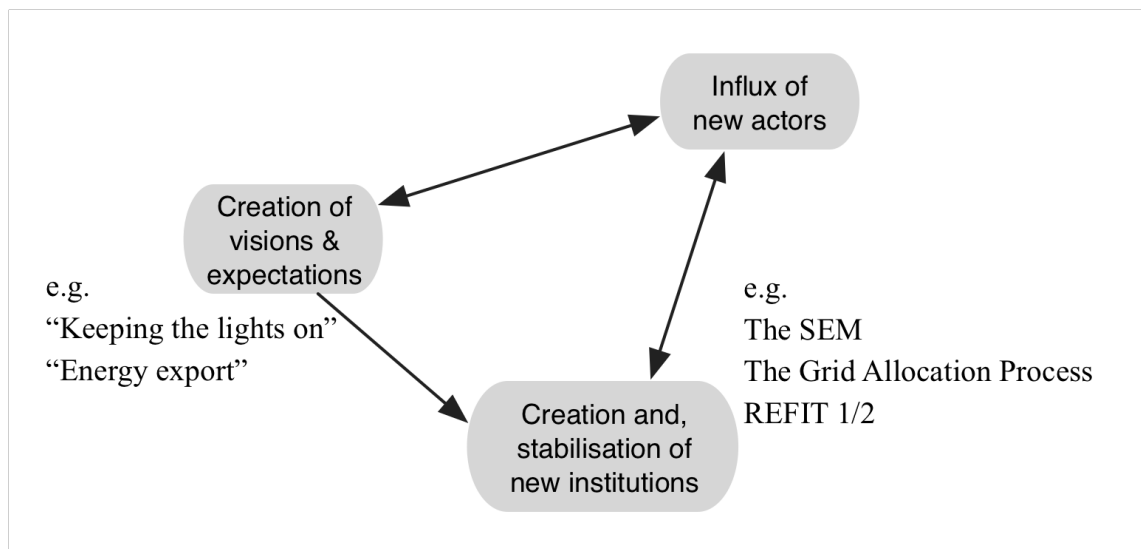 Influx of
new actors
Creation of
visions &
expectations
e.g.
“Keeping the lights on”
“Energy export”
e.g.
The SEM
The Grid Allocation Process
REFIT 1/2
Creation and,
stabilisation of
new institutions